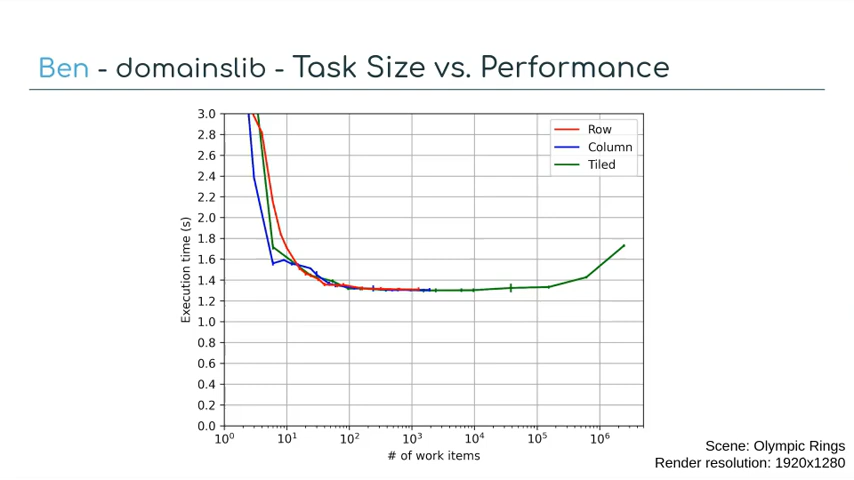 Ben - domainslib - Task Size vs. Performance
3.0
2.8
2.6
2.4
2.2
2.0
1.8
1.6
1.4
1.2
1.0
0.8
0.6
0.4
0.2
0.0
Execution time (s)
Row
Column
Tiled
10⁰ 10¹ 10² 10³ 10⁴ 10⁵ 10⁶
# of work items
Scene: Olympic Rings
Render resolution: 1920x1280